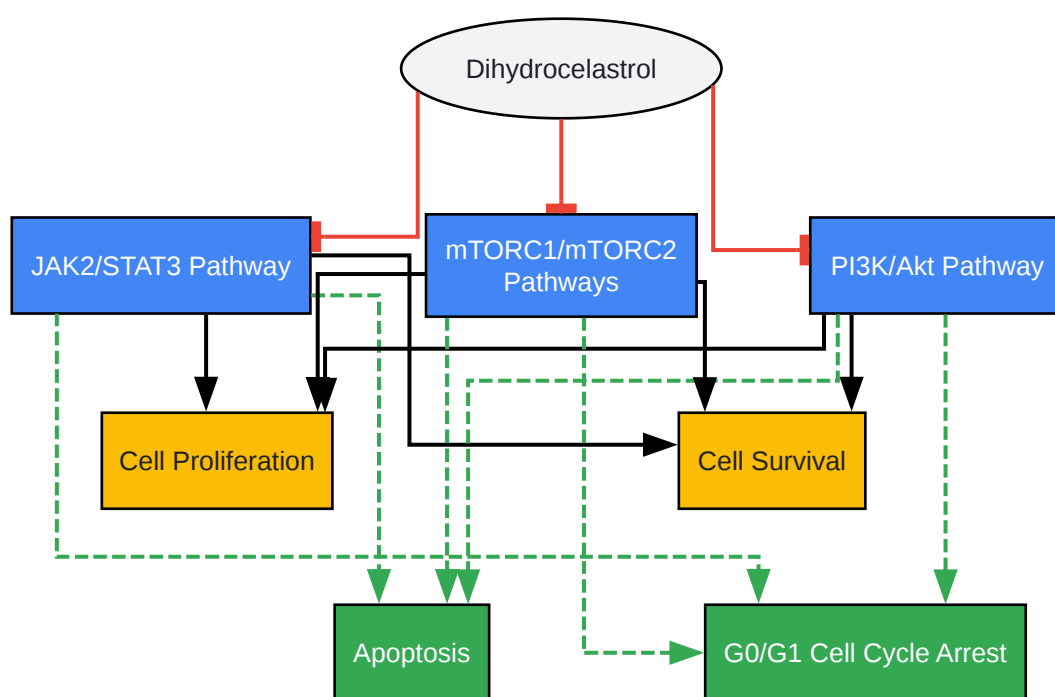 Dihydrocelastrol
JAK2/STAT3 Pathway
mTORC1/mTORC2
Pathways
PI3K/Akt Pathway
Cell Proliferation
Cell Survival
Apoptosis
G0/G1 Cell Cycle Arrest